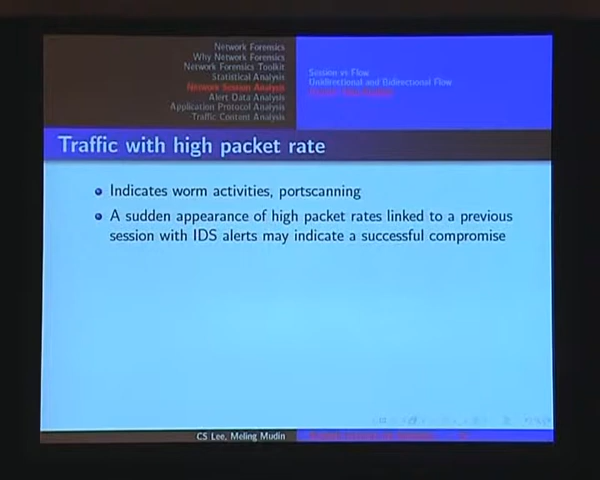 Network Forensics
Why Network Forensics
Network Forensics Toolkit
Statistical Analysis
Network Session Analysis
Alert Data Analysis
Application Protocol Analysis
Traffic Content Analysis
Session vs Flow
Unidirectional and Bidirectional Flow
Traffic with high packet rate
Indicates worm activities, portscanning
A sudden appearance of high packet rates linked to a previous
session with IDS alerts may indicate a successful compromise
CS Lee, Meling Mudin